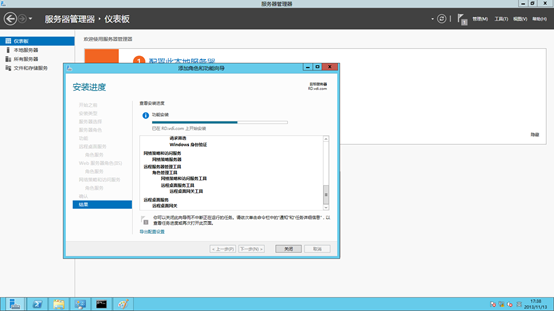 服务器管理器
服务器管理器 · 仪表板
管理(M) 工具(T) 视图(V) 帮助(H)
仪表板
本地服务器
所有服务器
文件和存储服务
欢迎使用服务器管理器
1 配置此本地服务器
隐藏
添加角色和功能向导
安装进度
目标服务器
RD.vdi.com
开始之前
安装类型
服务器选择
服务器角色
功能
远程桌面服务
角色服务
Web 服务器角色(IIS)
角色服务
网络策略和访问服务
角色服务
确认
结果
查看安装进度
功能安装
已在 RD.vdi.com 上开始安装
请求筛选
Windows 身份验证
网络策略和访问服务
网络策略服务器
远程服务器管理工具
角色管理工具
网络策略和访问服务工具
远程桌面服务工具
远程桌面网关工具
远程桌面服务
远程桌面网关
你可以关闭此向导而不中断正在运行的任务。请依次单击命令栏中的“通知”和“任务详细信息”，以
查看任务进度或再次打开此页面。
导出配置设置
< 上一步(P) 下一步(N) > 关闭 取消
17:38
2013/11/13